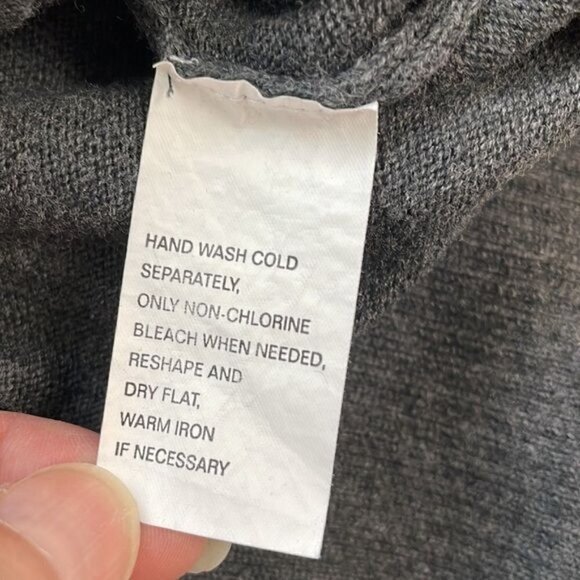 HAND WASH COLD
SEPARATELY,
ONLY NON-CHLORINE
BLEACH WHEN NEEDED,
RESHAPE AND
DRY FLAT,
WARM IRON
IF NECESSARY